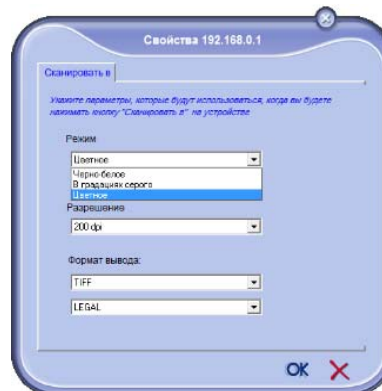 Свойства 192.168.0.1
Сканировать в
Укажите параметры, которые будут использоваться, когда вы будете
нажимать кнопку "Сканировать в" на устройстве
Режим
Цветное
Черно-белое
В градациях серого
Цветное
Разрешение
200 dpi
Формат вывода:
TIFF
LEGAL
OK